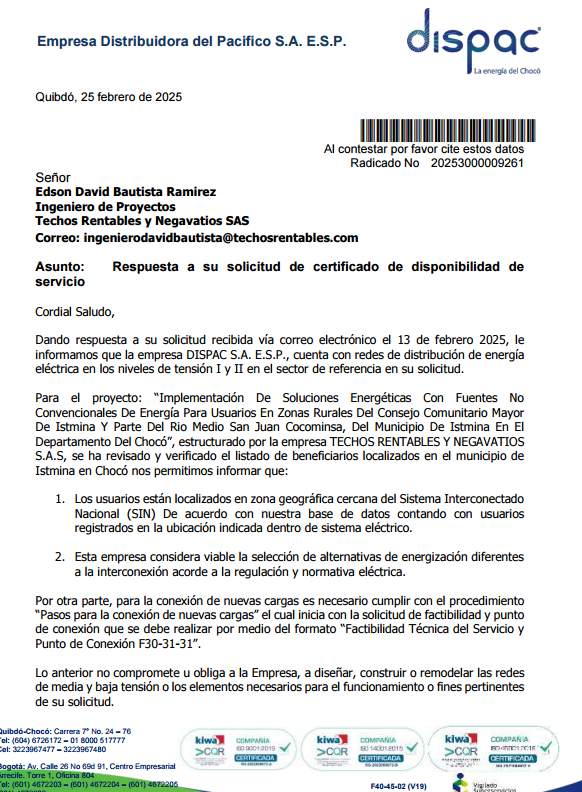 Empresa Distribuidora del Pacifico S.A. E.S.P.
dispac
La energía del Chocó
Quibdó, 25 febrero de 2025
Al contestar por favor cite estos datos
Radicado No 20253000009261
Señor
Edson David Bautista Ramirez
Ingeniero de Proyectos
Techos Rentables y Negavatios SAS
Correo: ingenierodavidbautista@techosrentables.com
Asunto: Respuesta a su solicitud de certificado de disponibilidad de
servicio
Cordial Saludo,
Dando respuesta a su solicitud recibida vía correo electrónico el 13 de febrero 2025, le
informamos que la empresa DISPAC S.A. E.S.P., cuenta con redes de distribución de energía
eléctrica en los niveles de tensión I y II en el sector de referencia en su solicitud.
Para el proyecto: “Implementación De Soluciones Energéticas Con Fuentes No
Convencionales De Energía Para Usuarios En Zonas Rurales Del Consejo Comunitario Mayor
De Istmina Y Parte Del Rio Medio San Juan Cocominsa, Del Municipio De Istmina En El
Departamento Del Chocó”, estructurado por la empresa TECHOS RENTABLES Y NEGAVATIOS
S.A.S, se ha revisado y verificado el listado de beneficiarios localizados en el municipio de
Istmina en Chocó nos permitimos informar que:
1. Los usuarios están localizados en zona geográfica cercana del Sistema Interconectado
Nacional (SIN) De acuerdo con nuestra base de datos contando con usuarios
registrados en la ubicación indicada dentro de sistema eléctrico.
2. Esta empresa considera viable la selección de alternativas de energización diferentes
a la interconexión acorde a la regulación y normativa eléctrica.
Por otra parte, para la conexión de nuevas cargas es necesario cumplir con el procedimiento
“Pasos para la conexión de nuevas cargas” el cual inicia con la solicitud de factibilidad y punto
de conexión que se debe realizar por medio del formato “Factibilidad Técnica del Servicio y
Punto de Conexión F30-31-31”.
Lo anterior no compromete u obliga a la Empresa, a diseñar, construir o remodelar las redes
de media y baja tensión o los elementos necesarios para el funcionamiento o fines pertinentes
de su solicitud.
Quibdó-Chocó: Carrera 7ª No. 24 – 76
Tel: (604) 6726172 – 01 8000 517777
Cel: 3223967477 – 3223967480
Bogotá: Av. Calle 26 No 69d 91, Centro Empresarial
Arrecife. Torre 1, Oficina 804
Tel: (601) 4672203 – (601) 4672204 – (601) 4672205
kiwa CQR COMPAÑIA ISO 9001:2015 CERTIFICADA
kiwa CQR COMPAÑIA ISO 14001:2015 CERTIFICADA
kiwa CQR COMPAÑIA ISO 45001:2018 CERTIFICADA
F40-45-02 (V19)
Vigilado
Superservicios